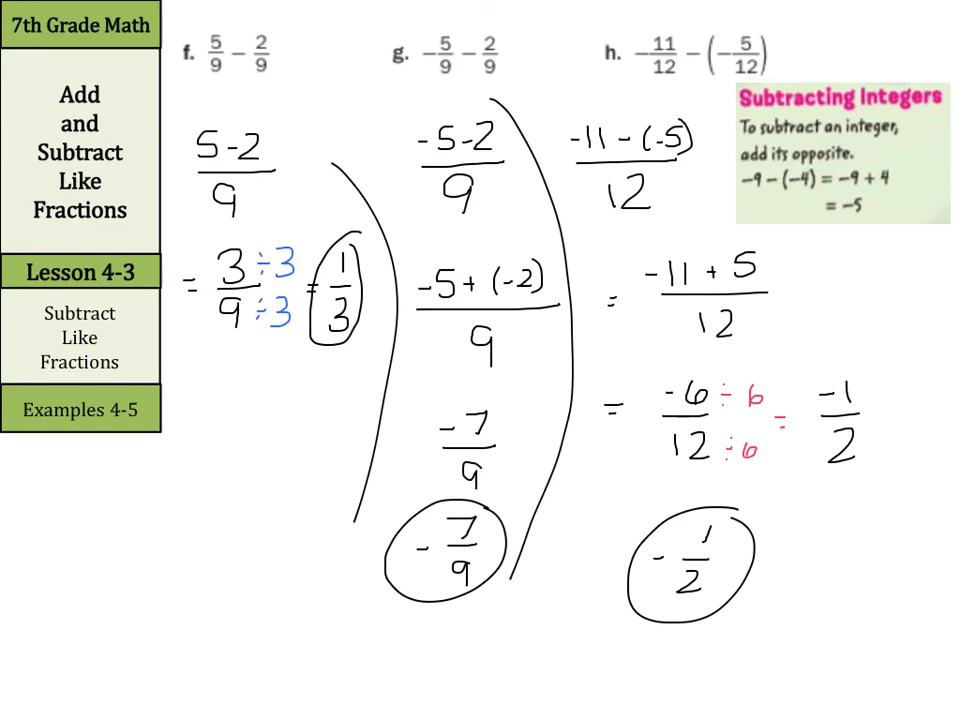 7th Grade Math
Add
and
Subtract
Like
Fractions
Lesson 4-3
Subtract
Like
Fractions
Examples 4-5
f. 5/9 − 2/9
5-2/9
= 3/9 ÷3/÷3 = 1/3
g. −5/9 − 2/9
-5-2/9
-5+(-2)/9
-7/9
- 7/9
h. −11/12 − (−5/12)
-11-(-5)/12
= -11+5/12
= -6/12 ÷6/÷6 = -1/2
- 1/2
Subtracting Integers
To subtract an integer,
add its opposite.
−9 − (−4) = −9 + 4
= −5